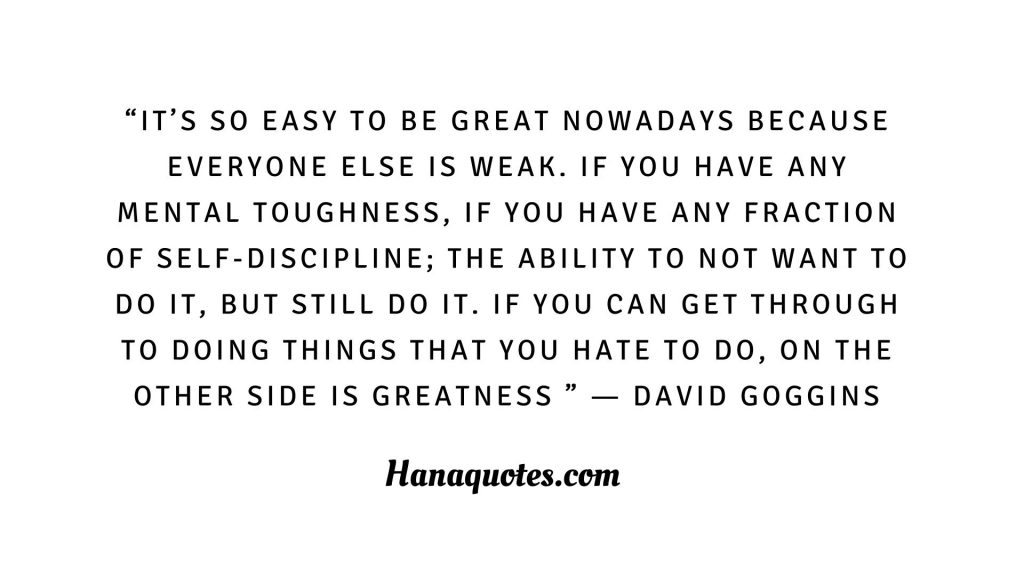 “IT’S SO EASY TO BE GREAT NOWADAYS BECAUSE
EVERYONE ELSE IS WEAK. IF YOU HAVE ANY
MENTAL TOUGHNESS, IF YOU HAVE ANY FRACTION
OF SELF-DISCIPLINE; THE ABILITY TO NOT WANT TO
DO IT, BUT STILL DO IT. IF YOU CAN GET THROUGH
TO DOING THINGS THAT YOU HATE TO DO, ON THE
OTHER SIDE IS GREATNESS ” — DAVID GOGGINS
Hanaquotes.com